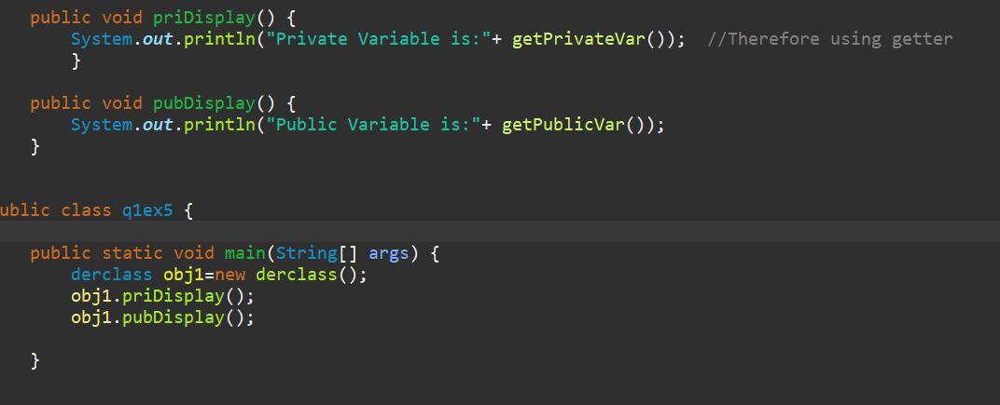 public void priDisplay() {
System.out.println("Private Variable is:"+ getPrivateVar());  //Therefore using getter
}
public void pubDisplay() {
System.out.println("Public Variable is:"+ getPublicVar());
}
ublic class q1ex5 {
public static void main(String[] args) {
derclass obj1=new derclass();
obj1.priDisplay();
obj1.pubDisplay();
}